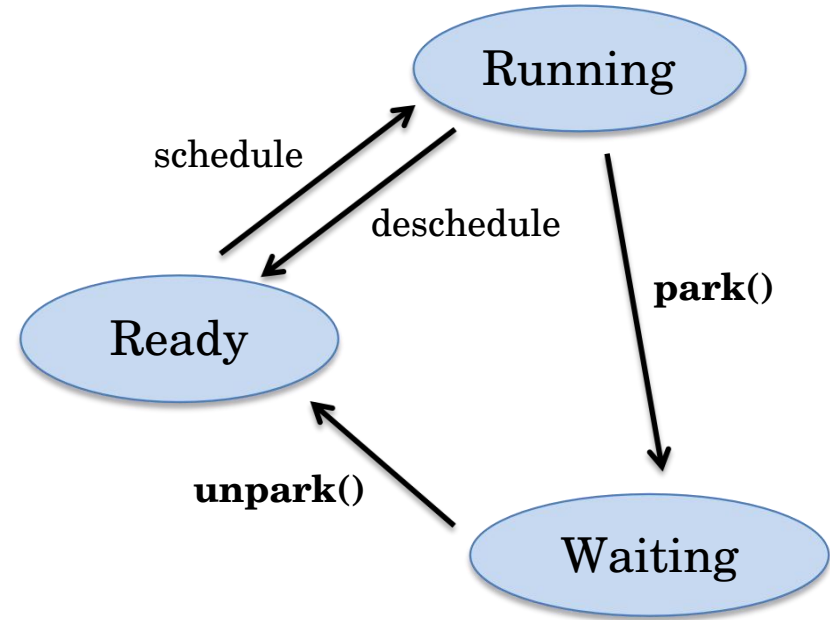 Running
schedule
deschedule
park()
Ready
unpark()
Waiting